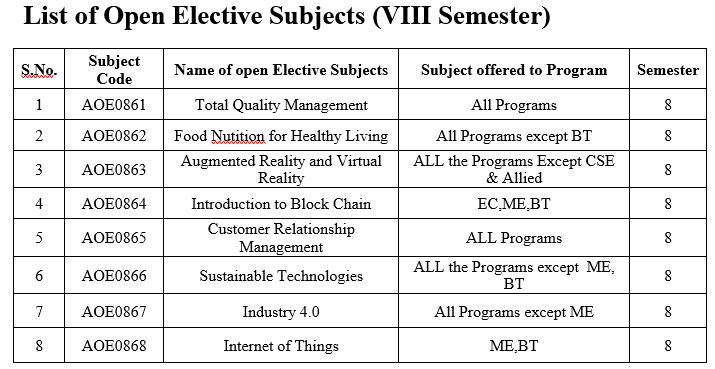 List of Open Elective Subjects (VIII Semester)
S.No. Subject Code Name of open Elective Subjects Subject offered to Program Semester
1 AOE0861 Total Quality Management All Programs 8
2 AOE0862 Food Nutition for Healthy Living All Programs except BT 8
3 AOE0863 Augmented Reality and Virtual Reality ALL the Programs Except CSE & Allied 8
4 AOE0864 Introduction to Block Chain EC,ME,BT 8
5 AOE0865 Customer Relationship Management ALL Programs 8
6 AOE0866 Sustainable Technologies ALL the Programs except ME, BT 8
7 AOE0867 Industry 4.0 All Programs except ME 8
8 AOE0868 Internet of Things ME,BT 8